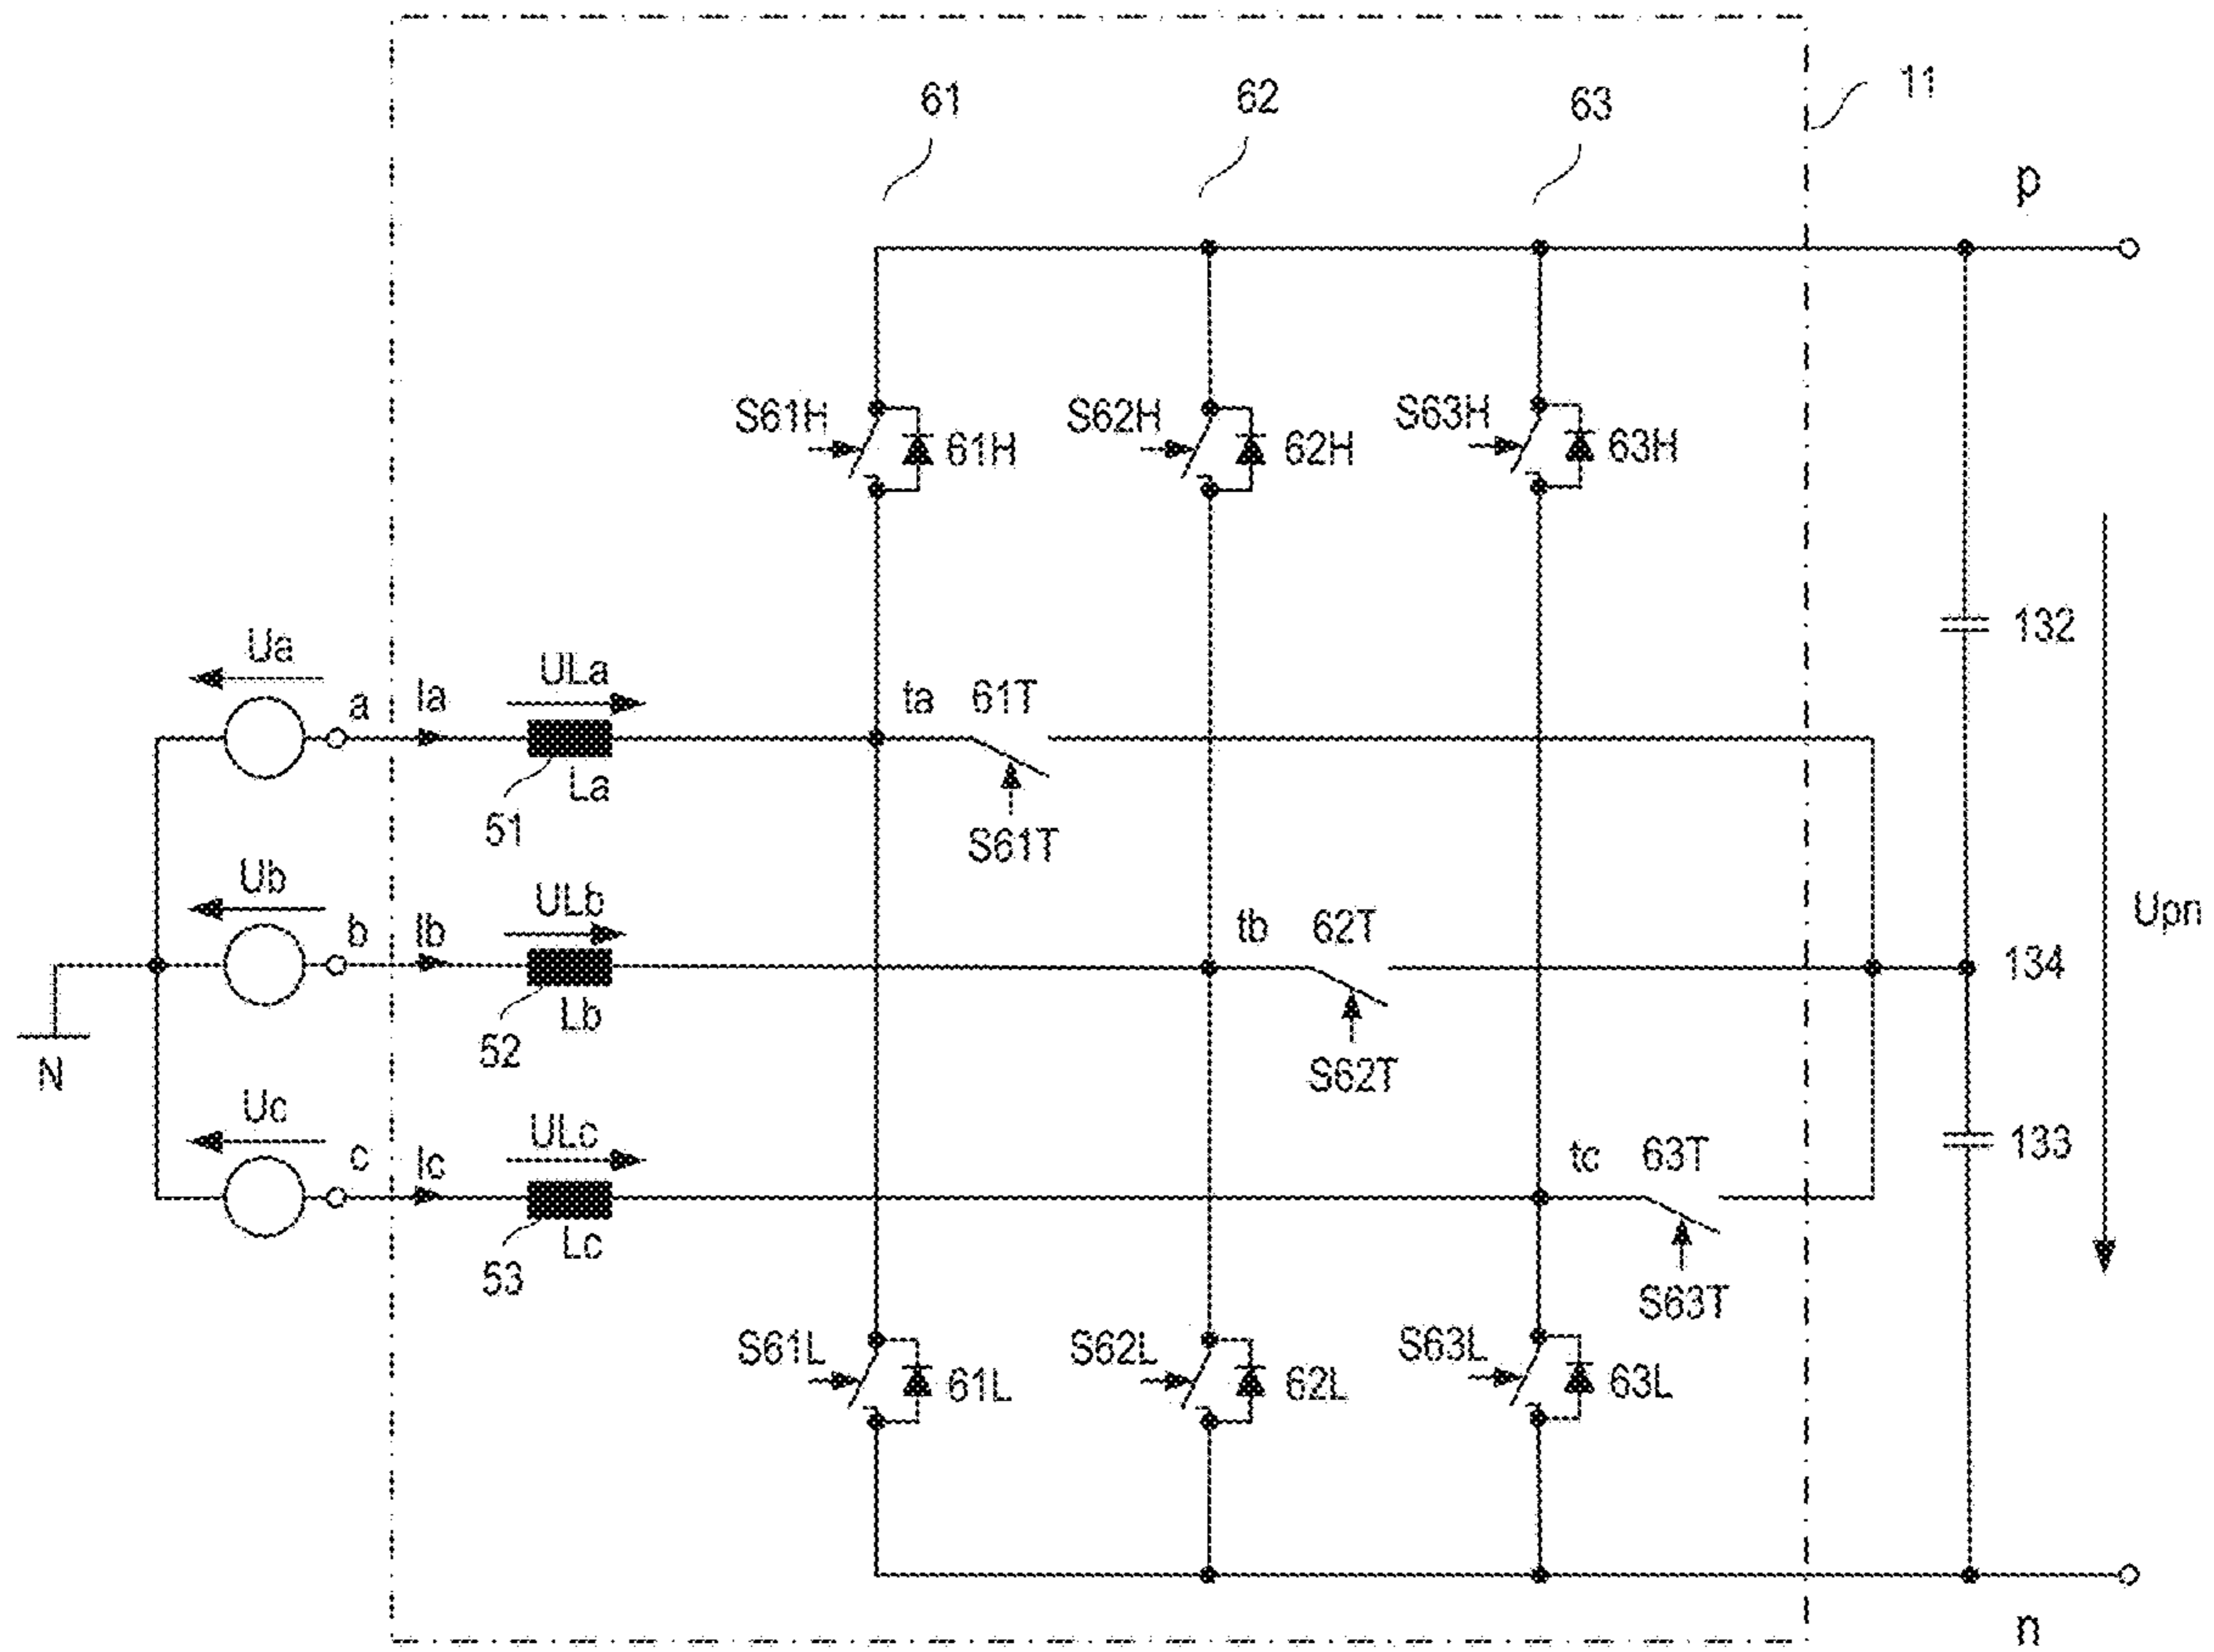 61
62
63
11
p
S61H
61H
S62H
62H
S63H
63H
132
Ua
a
Ia
ULa
La
51
ta
61T
S61T
Ub
b
Ib
ULb
Lb
52
tb
62T
S62T
134
Upn
N
Uc
c
Ic
ULc
Lc
53
tc
63T
S63T
133
S61L
61L
S62L
62L
S63L
63L
n